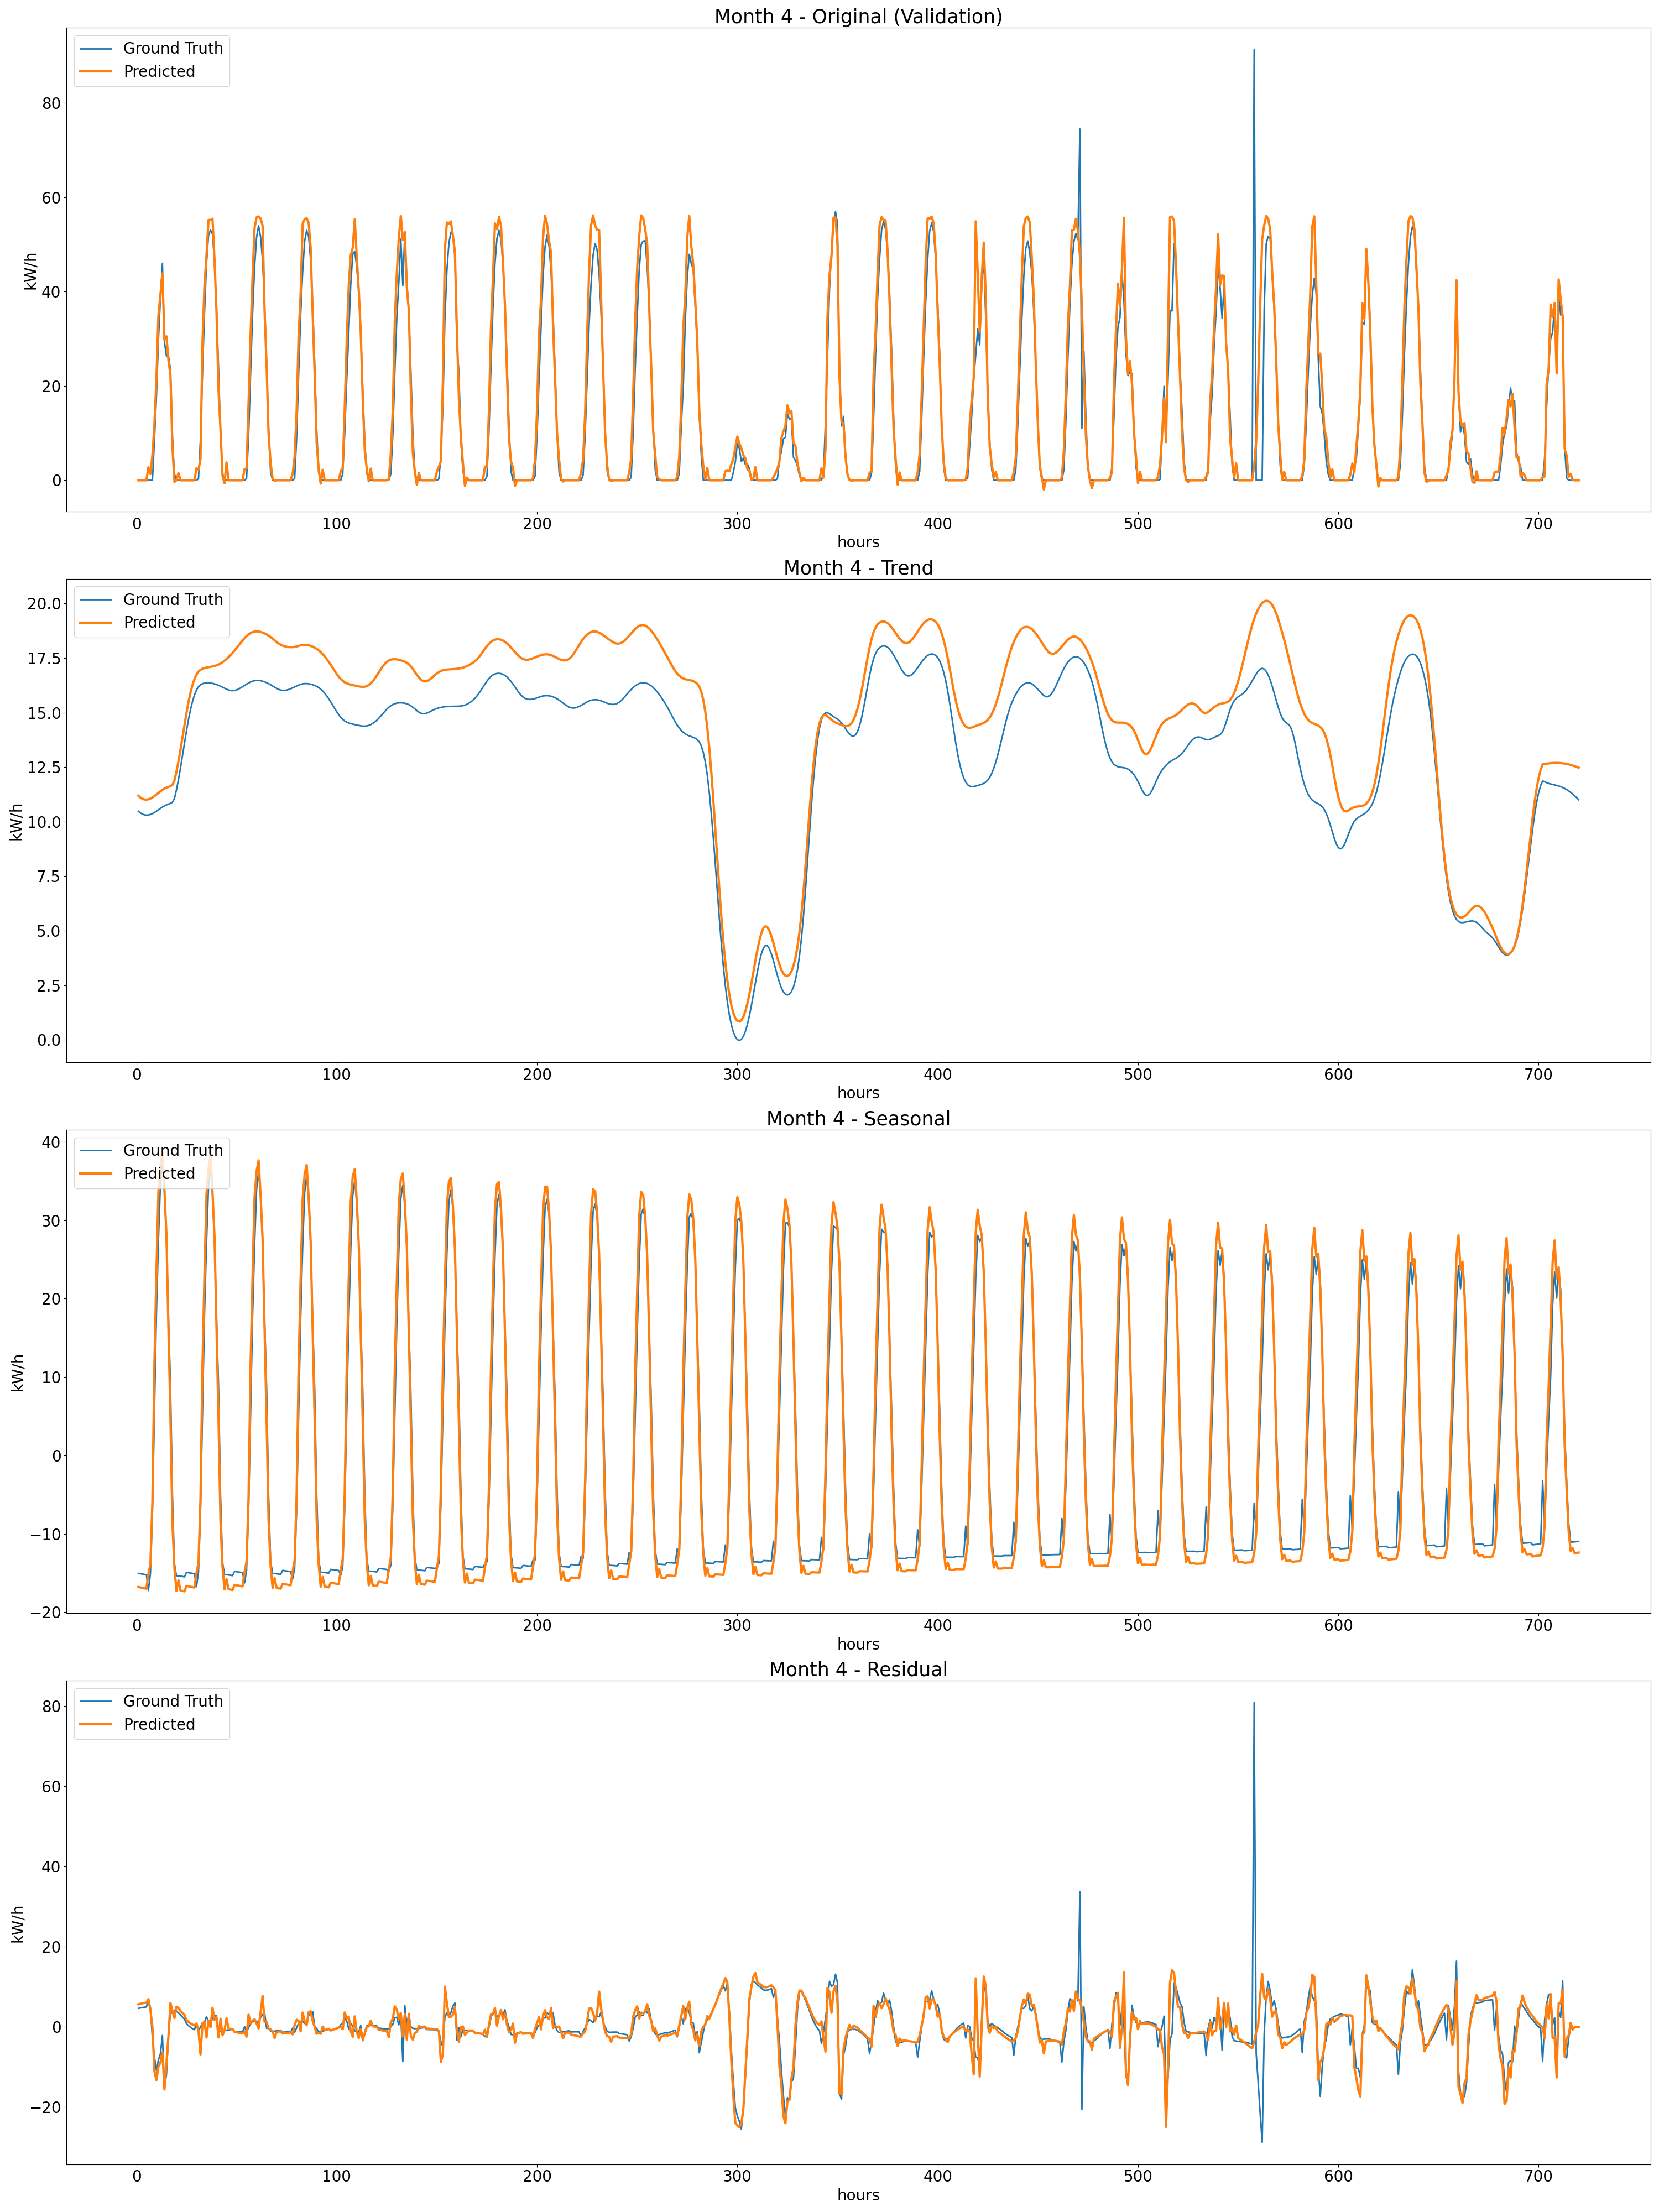 Month 4 - Original (Validation)
Ground Truth
Predicted
kW/h
80
60
40
20
0
0 100 200 300 400 500 600 700
hours
Month 4 - Trend
Ground Truth
Predicted
kW/h
20.0
17.5
15.0
12.5
10.0
7.5
5.0
2.5
0.0
0 100 200 300 400 500 600 700
hours
Month 4 - Seasonal
Ground Truth
Predicted
kW/h
40
30
20
10
0
−10
−20
0 100 200 300 400 500 600 700
hours
Month 4 - Residual
Ground Truth
Predicted
kW/h
80
60
40
20
0
−20
0 100 200 300 400 500 600 700
hours